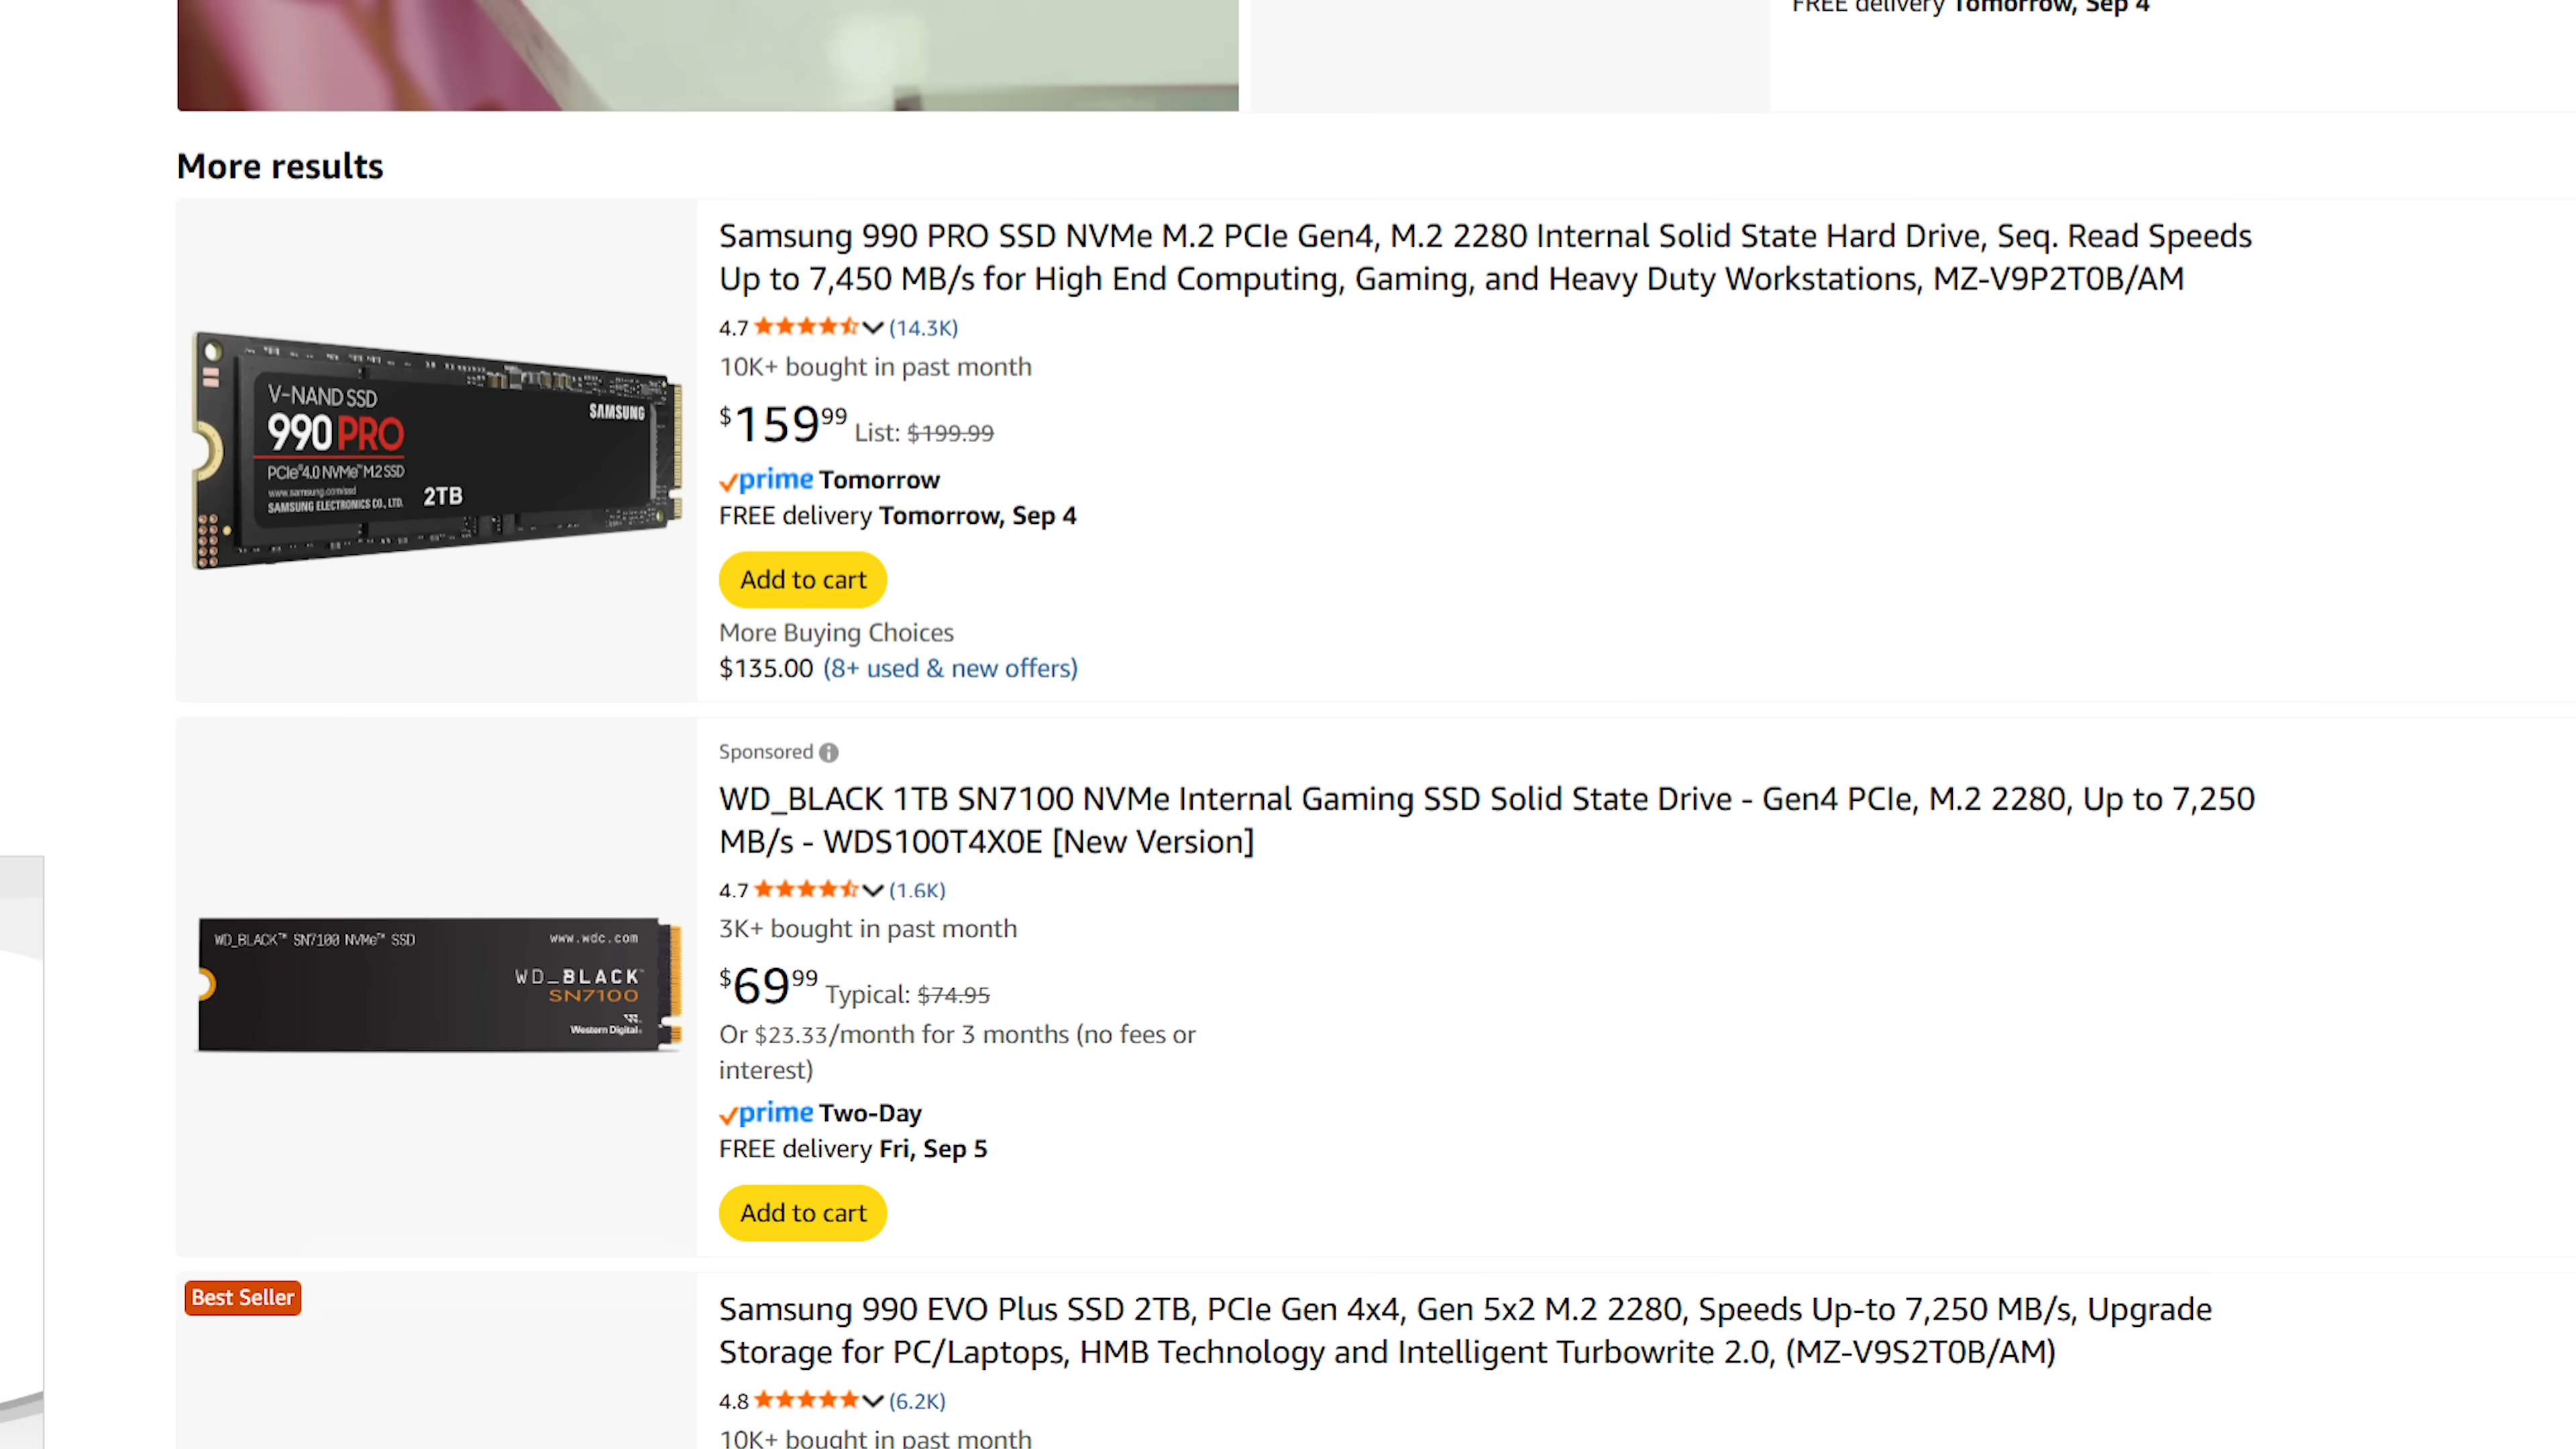 FREE delivery Tomorrow, Sep 4
More results
Samsung 990 PRO SSD NVMe M.2 PCIe Gen4, M.2 2280 Internal Solid State Hard Drive, Seq. Read Speeds
Up to 7,450 MB/s for High End Computing, Gaming, and Heavy Duty Workstations, MZ-V9P2T0B/AM
4.7 (14.3K)
10K+ bought in past month
$159.99 List: $199.99
prime Tomorrow
FREE delivery Tomorrow, Sep 4
Add to cart
More Buying Choices
$135.00 (8+ used & new offers)
V-NAND SSD
990 PRO
SAMSUNG
PCIe®4.0 NVMe™ M.2 SSD
www.samsung.com/ssd
SAMSUNG ELECTRONICS CO., LTD.
2TB
Sponsored
WD_BLACK 1TB SN7100 NVMe Internal Gaming SSD Solid State Drive - Gen4 PCIe, M.2 2280, Up to 7,250
MB/s - WDS100T4X0E [New Version]
4.7 (1.6K)
3K+ bought in past month
$69.99 Typical: $74.95
Or $23.33/month for 3 months (no fees or
interest)
prime Two-Day
FREE delivery Fri, Sep 5
Add to cart
WD_BLACK™ SN7100 NVMe™ SSD
www.wdc.com
WD_BLACK™
SN7100
Western Digital®
Best Seller
Samsung 990 EVO Plus SSD 2TB, PCIe Gen 4x4, Gen 5x2 M.2 2280, Speeds Up-to 7,250 MB/s, Upgrade
Storage for PC/Laptops, HMB Technology and Intelligent Turbowrite 2.0, (MZ-V9S2T0B/AM)
4.8 (6.2K)
10K+ bought in past month